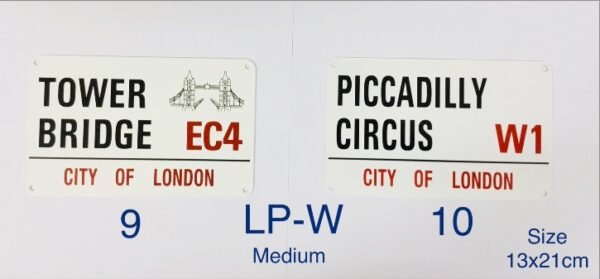 TOWER
BRIDGE EC4
CITY OF LONDON
PICCADILLY
CIRCUS W1
CITY OF LONDON
9
LP-W
Medium
10
Size
13x21cm